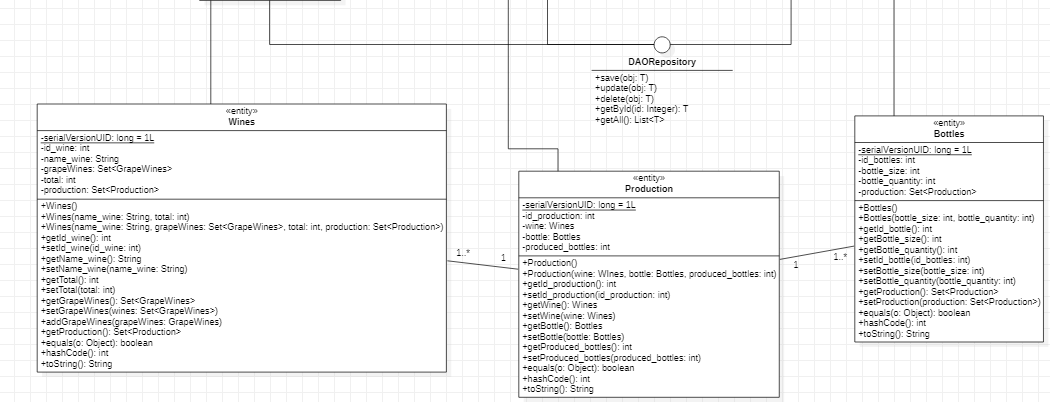 DAORepository
+save(obj: T)
+update(obj: T)
+delete(obj: T)
+getById(id: Integer): T
+getAll(): List<T>
«entity»
Wines
-serialVersionUID: long = 1L
-id_wine: int
-name_wine: String
-grapeWines: Set<GrapeWines>
-total: int
-production: Set<Production>
+Wines()
+Wines(name_wine: String, total: int)
+Wines(name_wine: String, grapeWines: Set<GrapeWines>, total: int, production: Set<Production>)
+getId_wine(): int
+setId_wine(id_wine: int)
+getName_wine(): String
+setName_wine(name_wine: String)
+getTotal(): int
+setTotal(total: int)
+getGrapeWines(): Set<GrapeWines>
+setGrapeWines(wines: Set<GrapeWines>)
+addGrapeWines(grapeWines: GrapeWines)
+getProduction(): Set<Production>
+equals(o: Object): boolean
+hashCode(): int
+toString(): String
1..*
1
«entity»
Production
-serialVersionUID: long = 1L
-id_production: int
-wine: Wines
-bottle: Bottles
-produced_bottles: int
+Production()
+Production(wine: WInes, bottle: Bottles, produced_bottles: int)
+getId_production(): int
+setId_production(id_production: int)
+getWine(): Wines
+setWine(wine: Wines)
+getBottle(): Bottles
+setBottle(bottle: Bottles)
+getProduced_bottles(): int
+setProduced_bottles(produced_bottles: int)
+equals(o: Object): boolean
+hashCode(): int
+toString(): String
1
1..*
«entity»
Bottles
-serialVersionUID: long = 1L
-id_bottles: int
-bottle_size: int
-bottle_quantity: int
-production: Set<Production>
+Bottles()
+Bottles(bottle_size: int, bottle_quantity: int)
+getId_bottle(): int
+getBottle_size(): int
+getBottle_quantity(): int
+setId_bottle(id_bottles: int)
+setBottle_size(bottle_size: int)
+setBottle_quantity(bottle_quantity: int)
+getProduction(): Set<Production>
+setProduction(production: Set<Production>)
+equals(o: Object): boolean
+hashCode(): int
+toString(): String